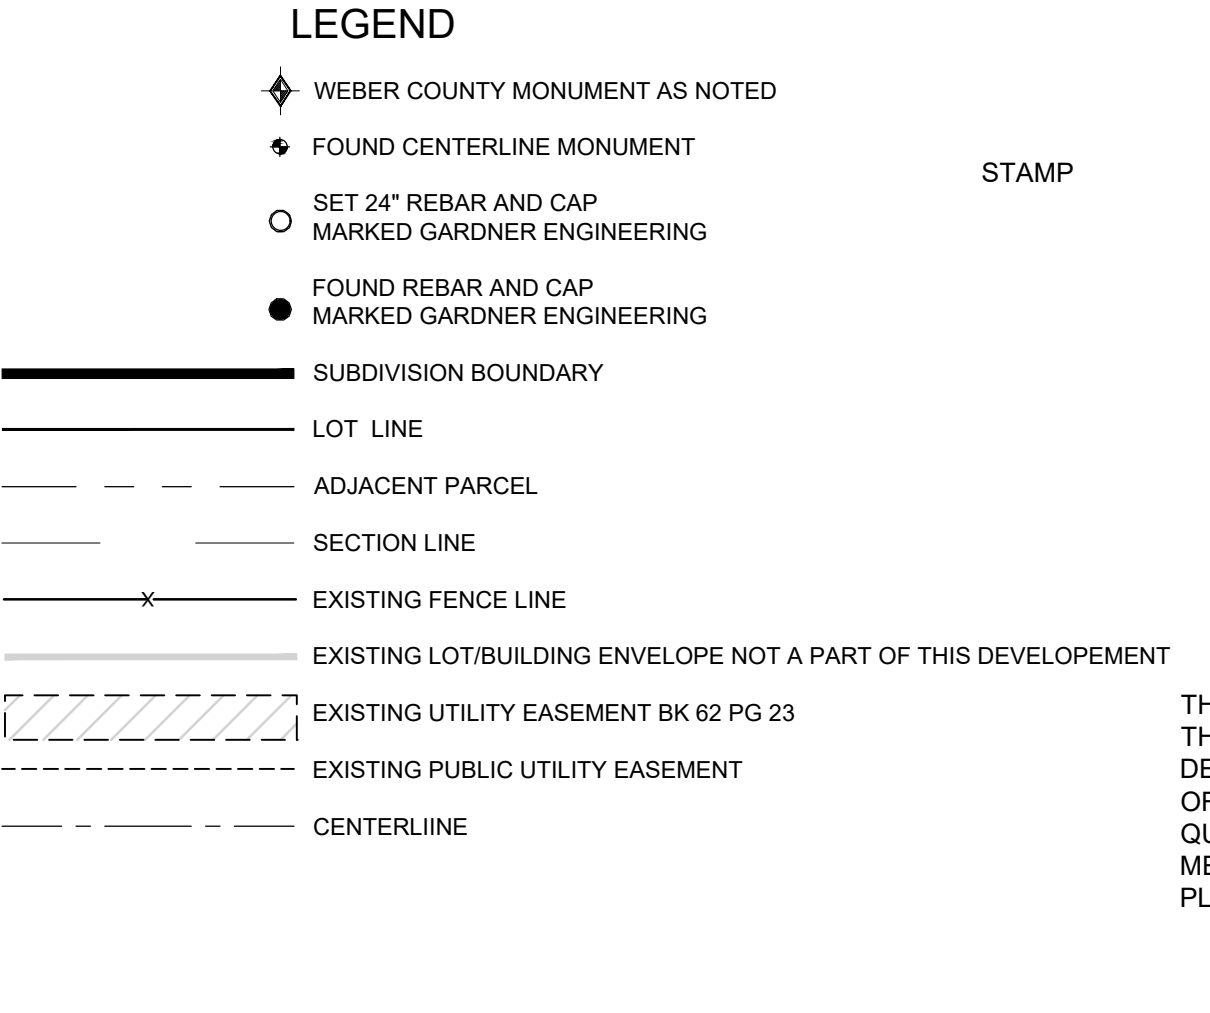 LEGEND
WEBER COUNTY MONUMENT AS NOTED
FOUND CENTERLINE MONUMENT
STAMP
SET 24" REBAR AND CAP
MARKED GARDNER ENGINEERING
FOUND REBAR AND CAP
MARKED GARDNER ENGINEERING
SUBDIVISION BOUNDARY
LOT LINE
ADJACENT PARCEL
SECTION LINE
X
EXISTING FENCE LINE
EXISTING LOT/BUILDING ENVELOPE NOT A PART OF THIS DEVELOPEMENT
EXISTING UTILITY EASEMENT BK 62 PG 23
EXISTING PUBLIC UTILITY EASEMENT
CENTERLIINE